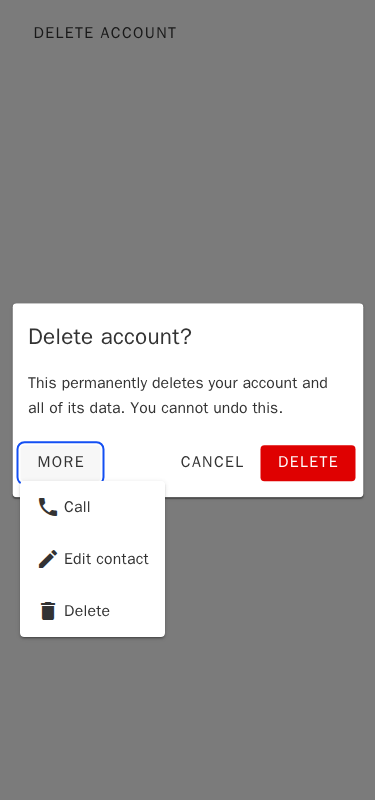 DELETE ACCOUNT
Delete account?
This permanently deletes your account and
all of its data. You cannot undo this.
MORE
CANCEL
DELETE
Call
Edit contact
Delete